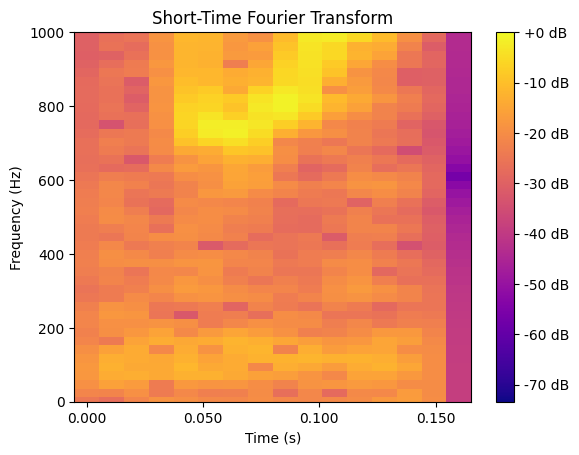 Short-Time Fourier Transform
Frequency (Hz)
1000
800
600
400
200
0
0.000
0.050
0.100
0.150
Time (s)
+0 dB
-10 dB
-20 dB
-30 dB
-40 dB
-50 dB
-60 dB
-70 dB